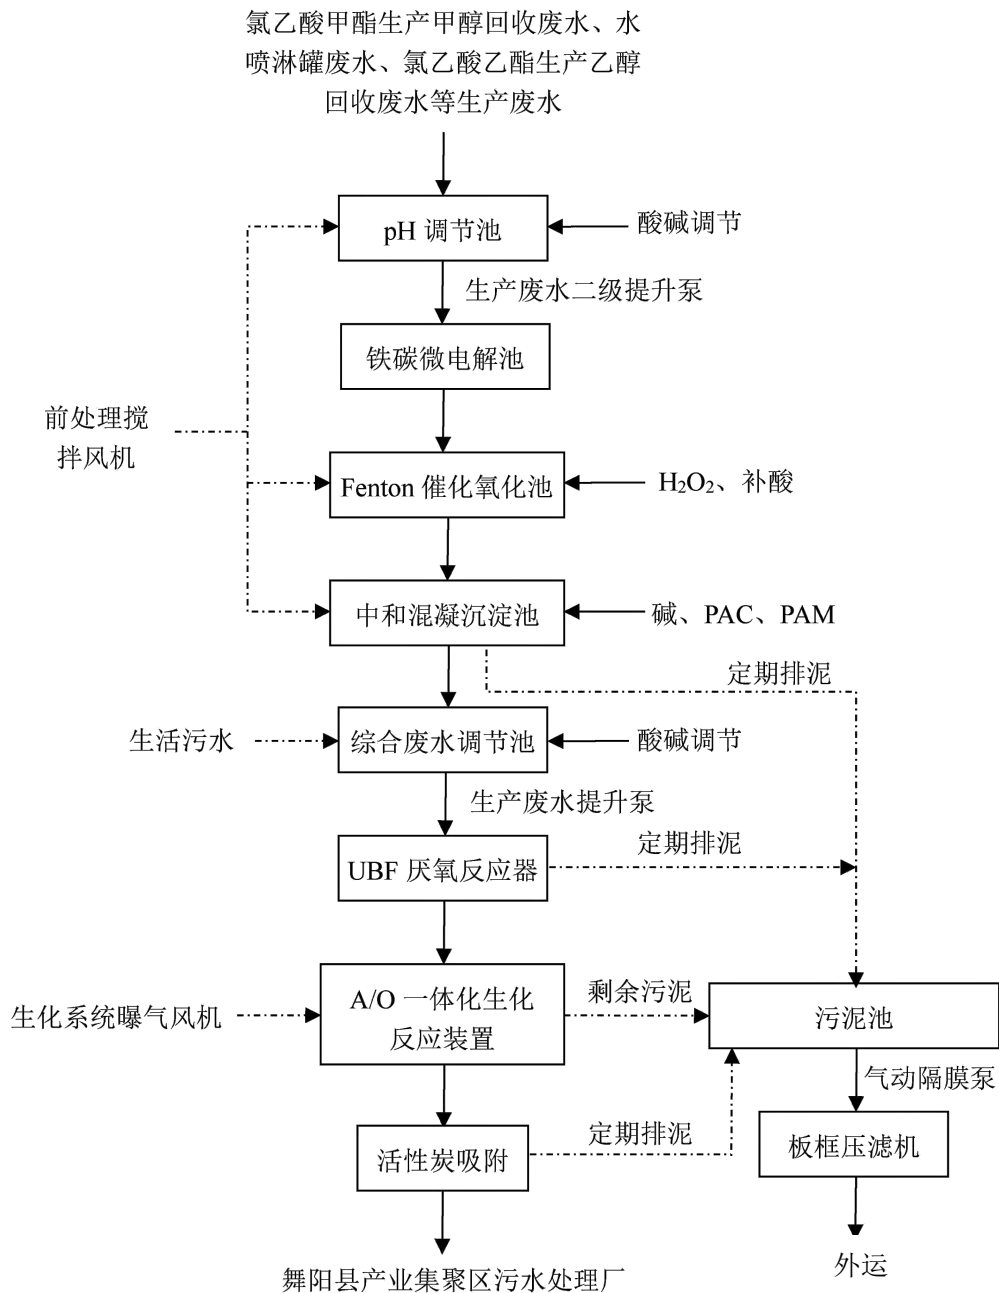 氯乙酸甲酯生产甲醇回收废水、水
喷淋罐废水、氯乙酸乙酯生产乙醇
回收废水等生产废水
pH 调节池
酸碱调节
生产废水二级提升泵
铁碳微电解池
前处理搅
拌风机
Fenton 催化氧化池
H₂O₂、补酸
中和混凝沉淀池
碱、PAC、PAM
定期排泥
生活污水
综合废水调节池
酸碱调节
生产废水提升泵
定期排泥
UBF 厌氧反应器
A/O 一体化生化
反应装置
剩余污泥
生化系统曝气风机
污泥池
气动隔膜泵
定期排泥
活性炭吸附
板框压滤机
外运
舞阳县产业集聚区污水处理厂